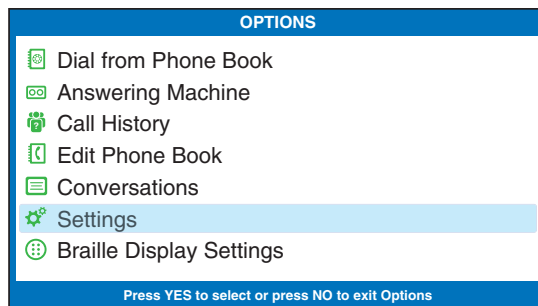 OPTIONS
Dial from Phone Book
Answering Machine
Call History
Edit Phone Book
Conversations
Settings
Braille Display Settings
Press YES to select or press NO to exit Options